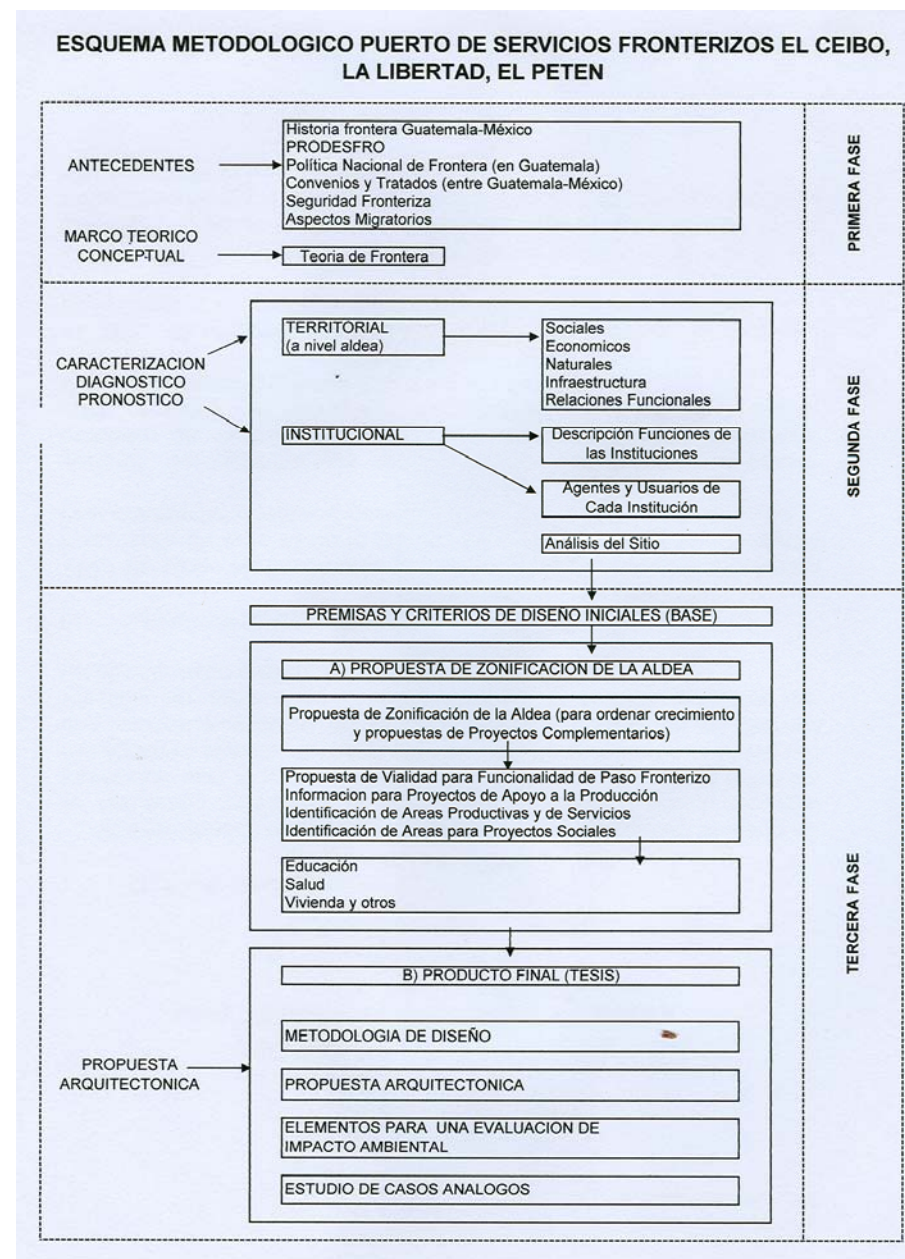 ESQUEMA METODOLOGICO PUERTO DE SERVICIOS FRONTERIZOS EL CEIBO,
LA LIBERTAD, EL PETEN
ANTECEDENTES
Historia frontera Guatemala-México
PRODESFRO
Política Nacional de Frontera (en Guatemala)
Convenios y Tratados (entre Guatemala-México)
Seguridad Fronteriza
Aspectos Migratorios
MARCO TEORICO
CONCEPTUAL
Teoria de Frontera
PRIMERA FASE
CARACTERIZACION
DIAGNOSTICO
PRONOSTICO
TERRITORIAL
(a nivel aldea)
Sociales
Economicos
Naturales
Infraestructura
Relaciones Funcionales
INSTITUCIONAL
Descripción Funciones de
las Instituciones
Agentes y Usuarios de
Cada Institución
Análisis del Sitio
SEGUNDA FASE
PREMISAS Y CRITERIOS DE DISEÑO INICIALES (BASE)
A) PROPUESTA DE ZONIFICACION DE LA ALDEA
Propuesta de Zonificación de la Aldea (para ordenar crecimiento
y propuestas de Proyectos Complementarios)
Propuesta de Vialidad para Funcionalidad de Paso Fronterizo
Informacion para Proyectos de Apoyo a la Producción
Identificación de Areas Productivas y de Servicios
Identificación de Areas para Proyectos Sociales
Educación
Salud
Vivienda y otros
B) PRODUCTO FINAL (TESIS)
PROPUESTA
ARQUITECTONICA
METODOLOGIA DE DISEÑO
PROPUESTA ARQUITECTONICA
ELEMENTOS PARA UNA EVALUACION DE
IMPACTO AMBIENTAL
ESTUDIO DE CASOS ANALOGOS
TERCERA FASE